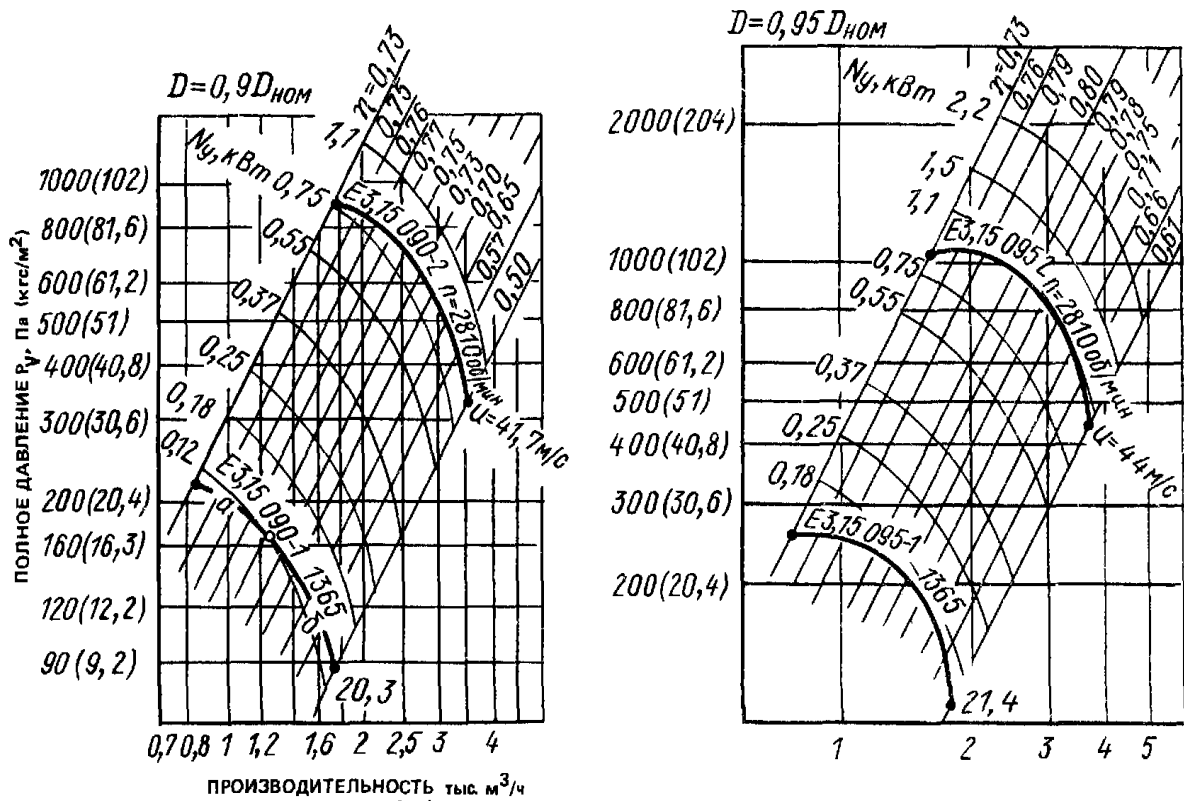 D=0,9Dном
Nу, кВт
η=0,73
0,75
0,76
0,77
0,75
0,73
0,70
0,65
0,57
0,50
1,1
0,75
0,55
0,37
0,25
0,18
0,12
E3,15 090-2 n=2810об/мин
u=41,7м/с
E3,15 090-1 1365
а
б
20,3
ПОЛНОЕ ДАВЛЕНИЕ Pv, Па (кгс/м²)
1000(102)
800(81,6)
600(61,2)
500(51)
400(40,8)
300(30,6)
200(20,4)
160(16,3)
120(12,2)
90(9,2)
0,7 0,8 1 1,2 1,6 2 2,5 3 4
ПРОИЗВОДИТЕЛЬНОСТЬ тыс. м³/ч
D=0,95Dном
Nу, кВт
η=0,73
0,76
0,79
0,80
0,79
0,78
0,75
0,71
0,66
0,61
2,2
1,5
1,1
0,75
0,55
0,37
0,25
0,18
E3,15 095-2 n=2810об/мин
u=44м/с
E3,15 095-1 1365
21,4
2000(204)
1000(102)
800(81,6)
600(61,2)
500(51)
400(40,8)
300(30,6)
200(20,4)
1 2 3 4 5